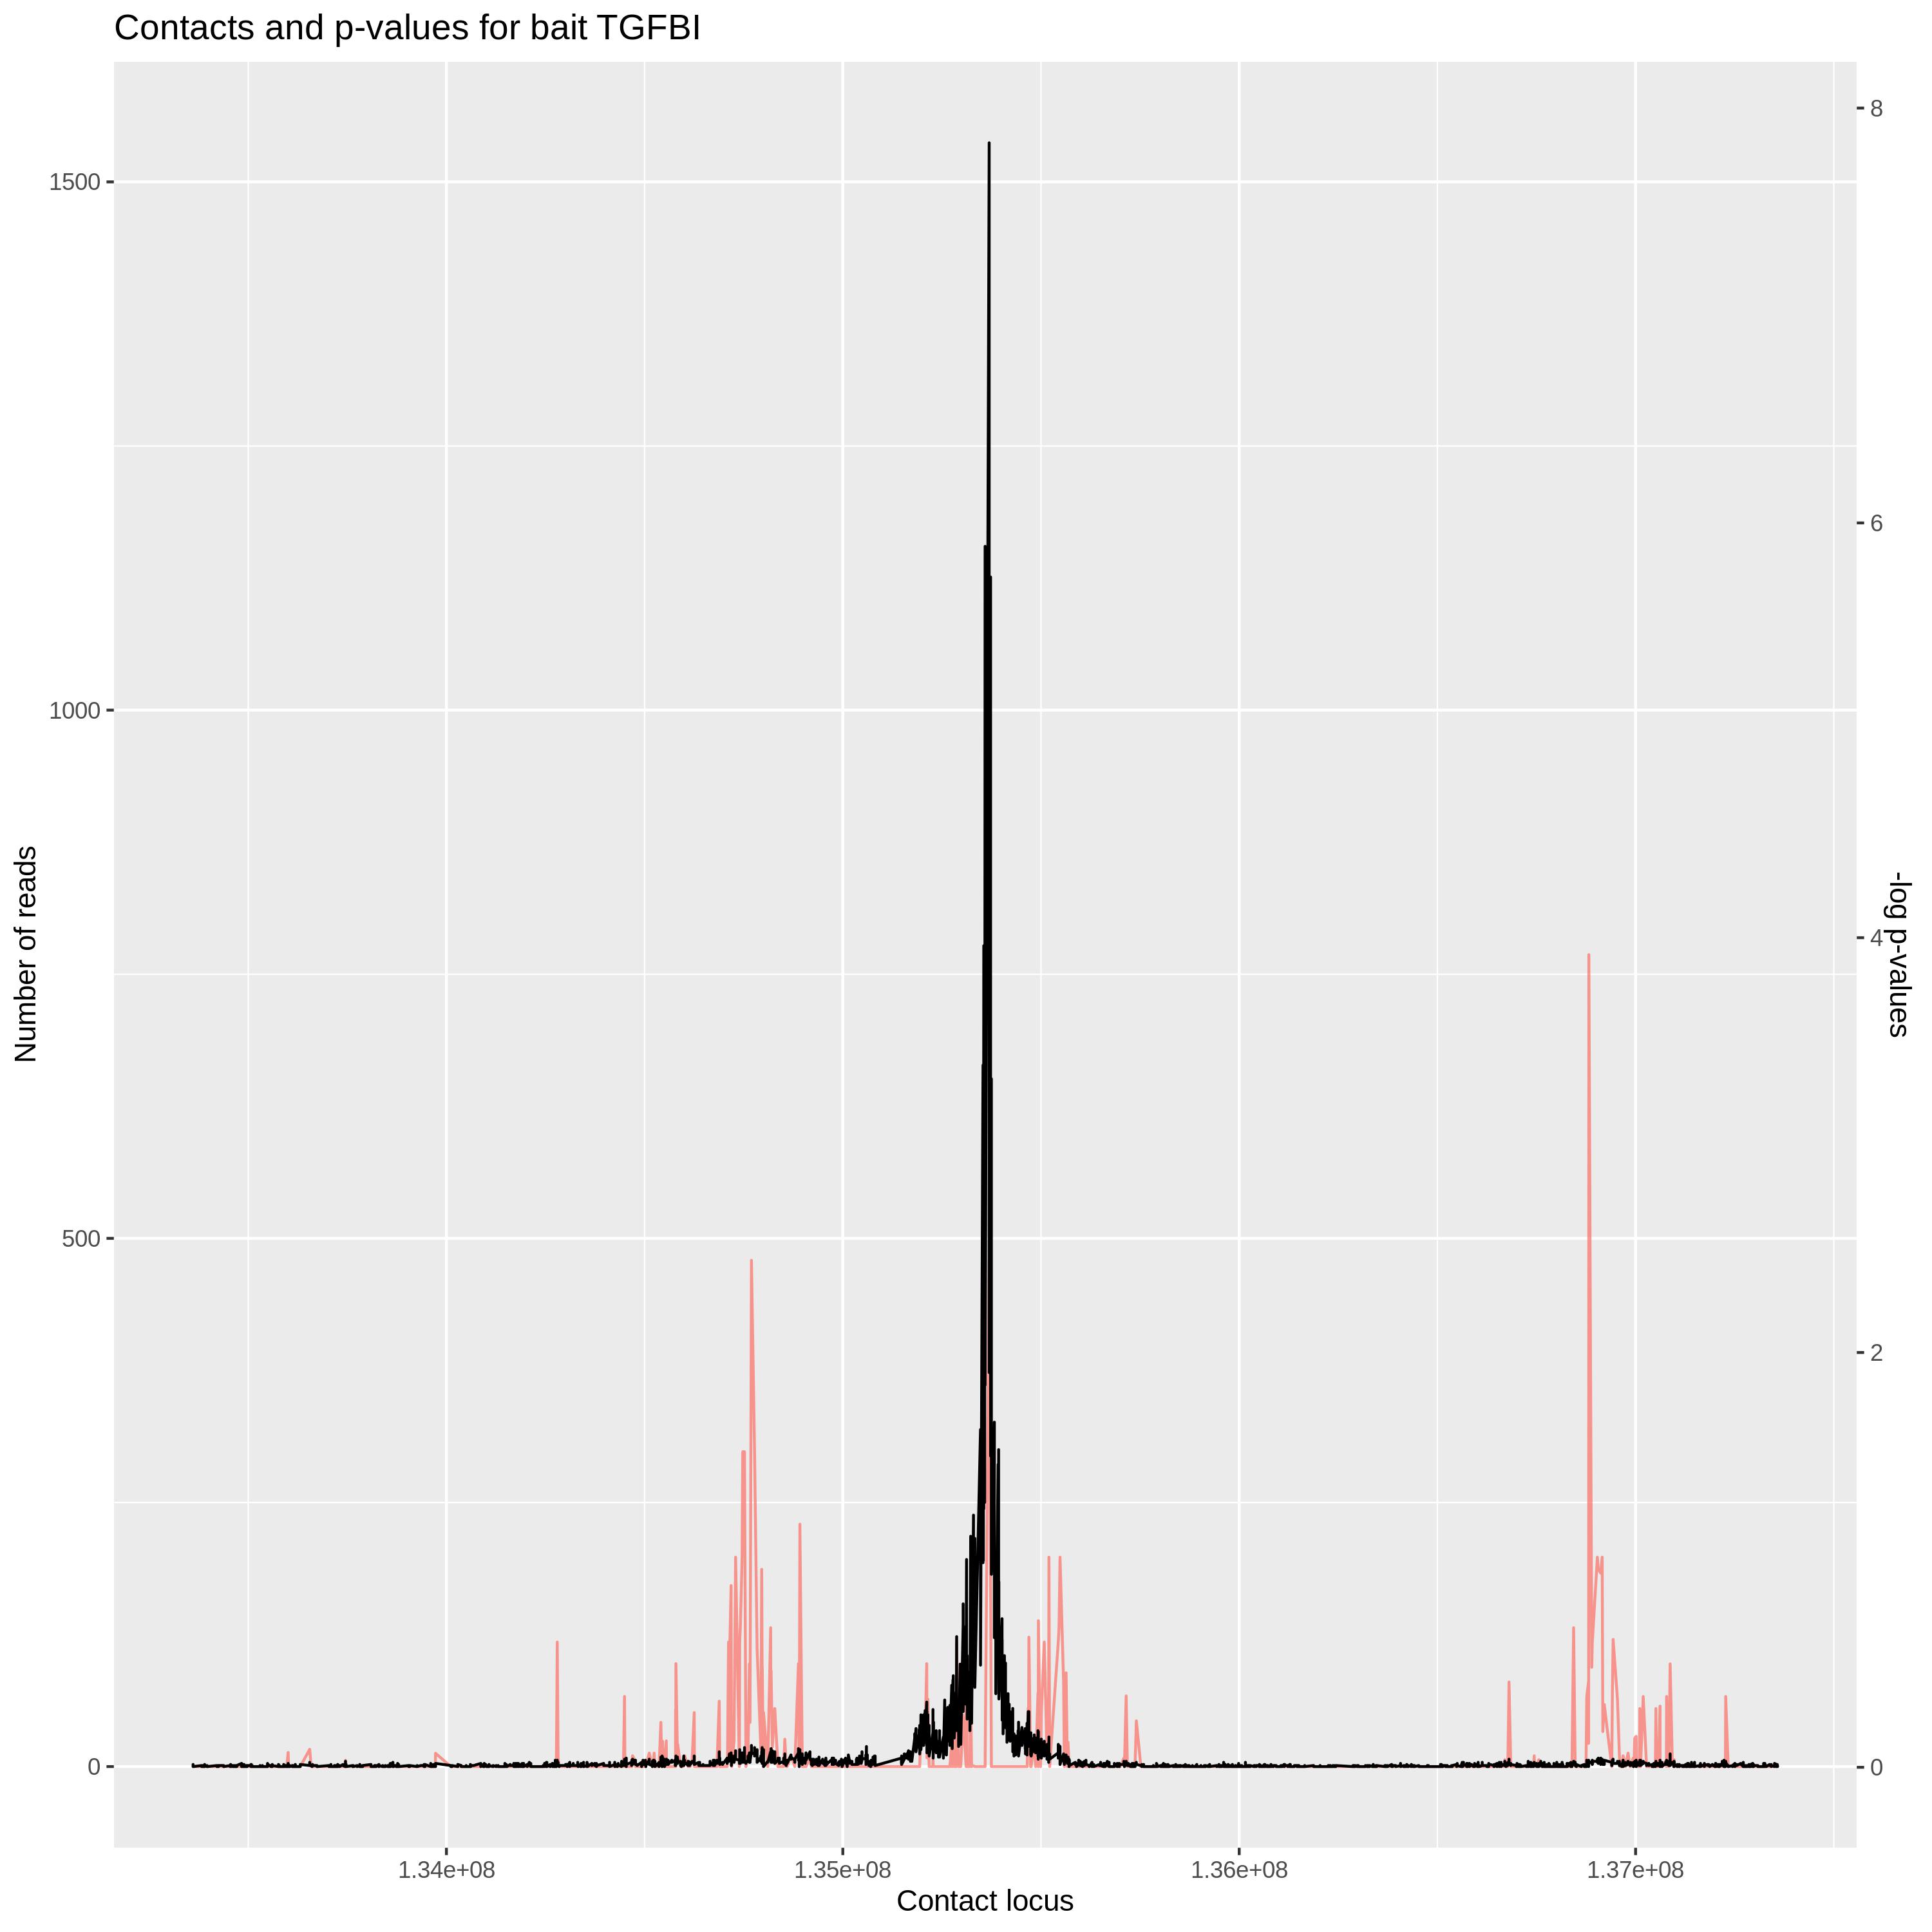 Contacts and p-values for bait TGFBI
1500
1000
500
0
Number of reads
8
6
4
2
0
-log p-values
1.34e+08
1.35e+08
1.36e+08
1.37e+08
Contact locus